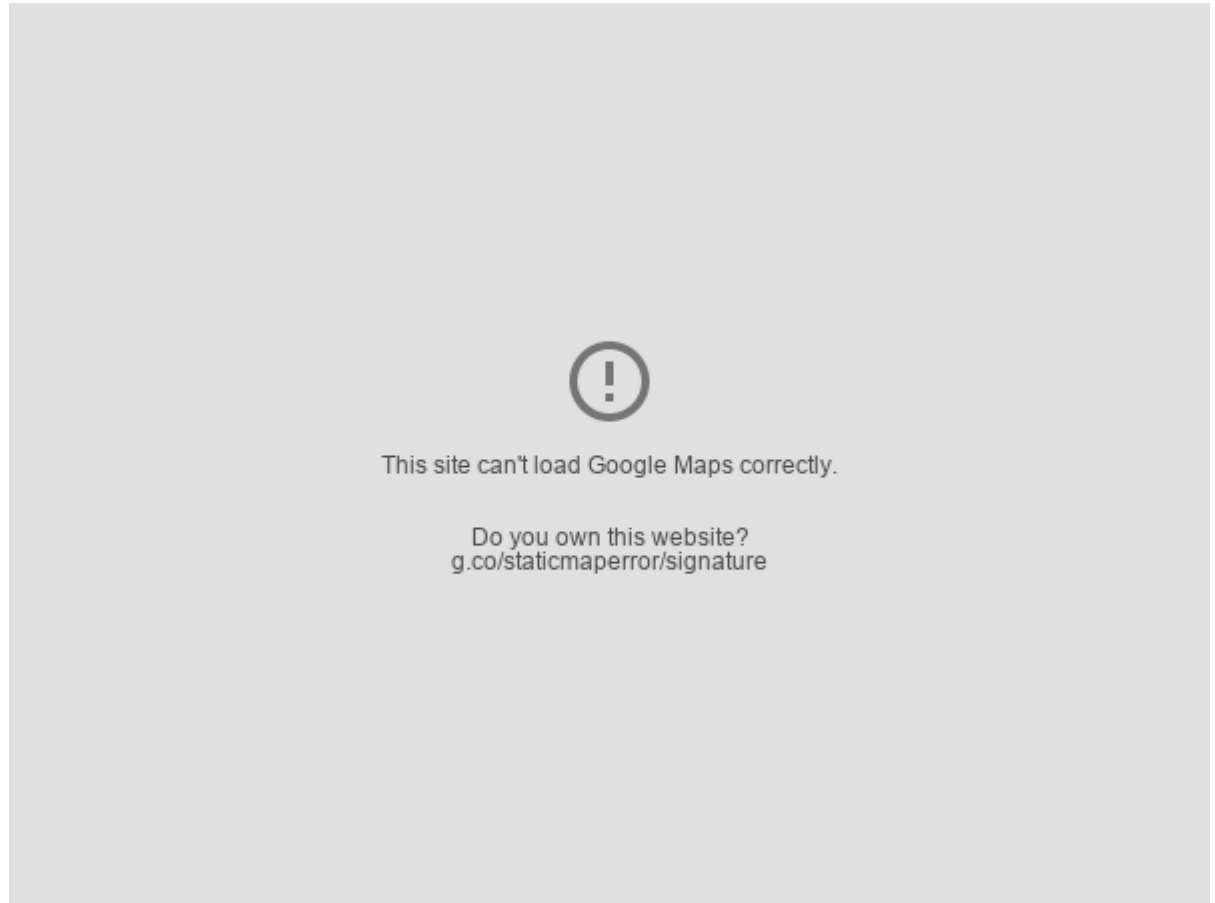 This site can't load Google Maps correctly.
Do you own this website?
g.co/staticmaperror/signature